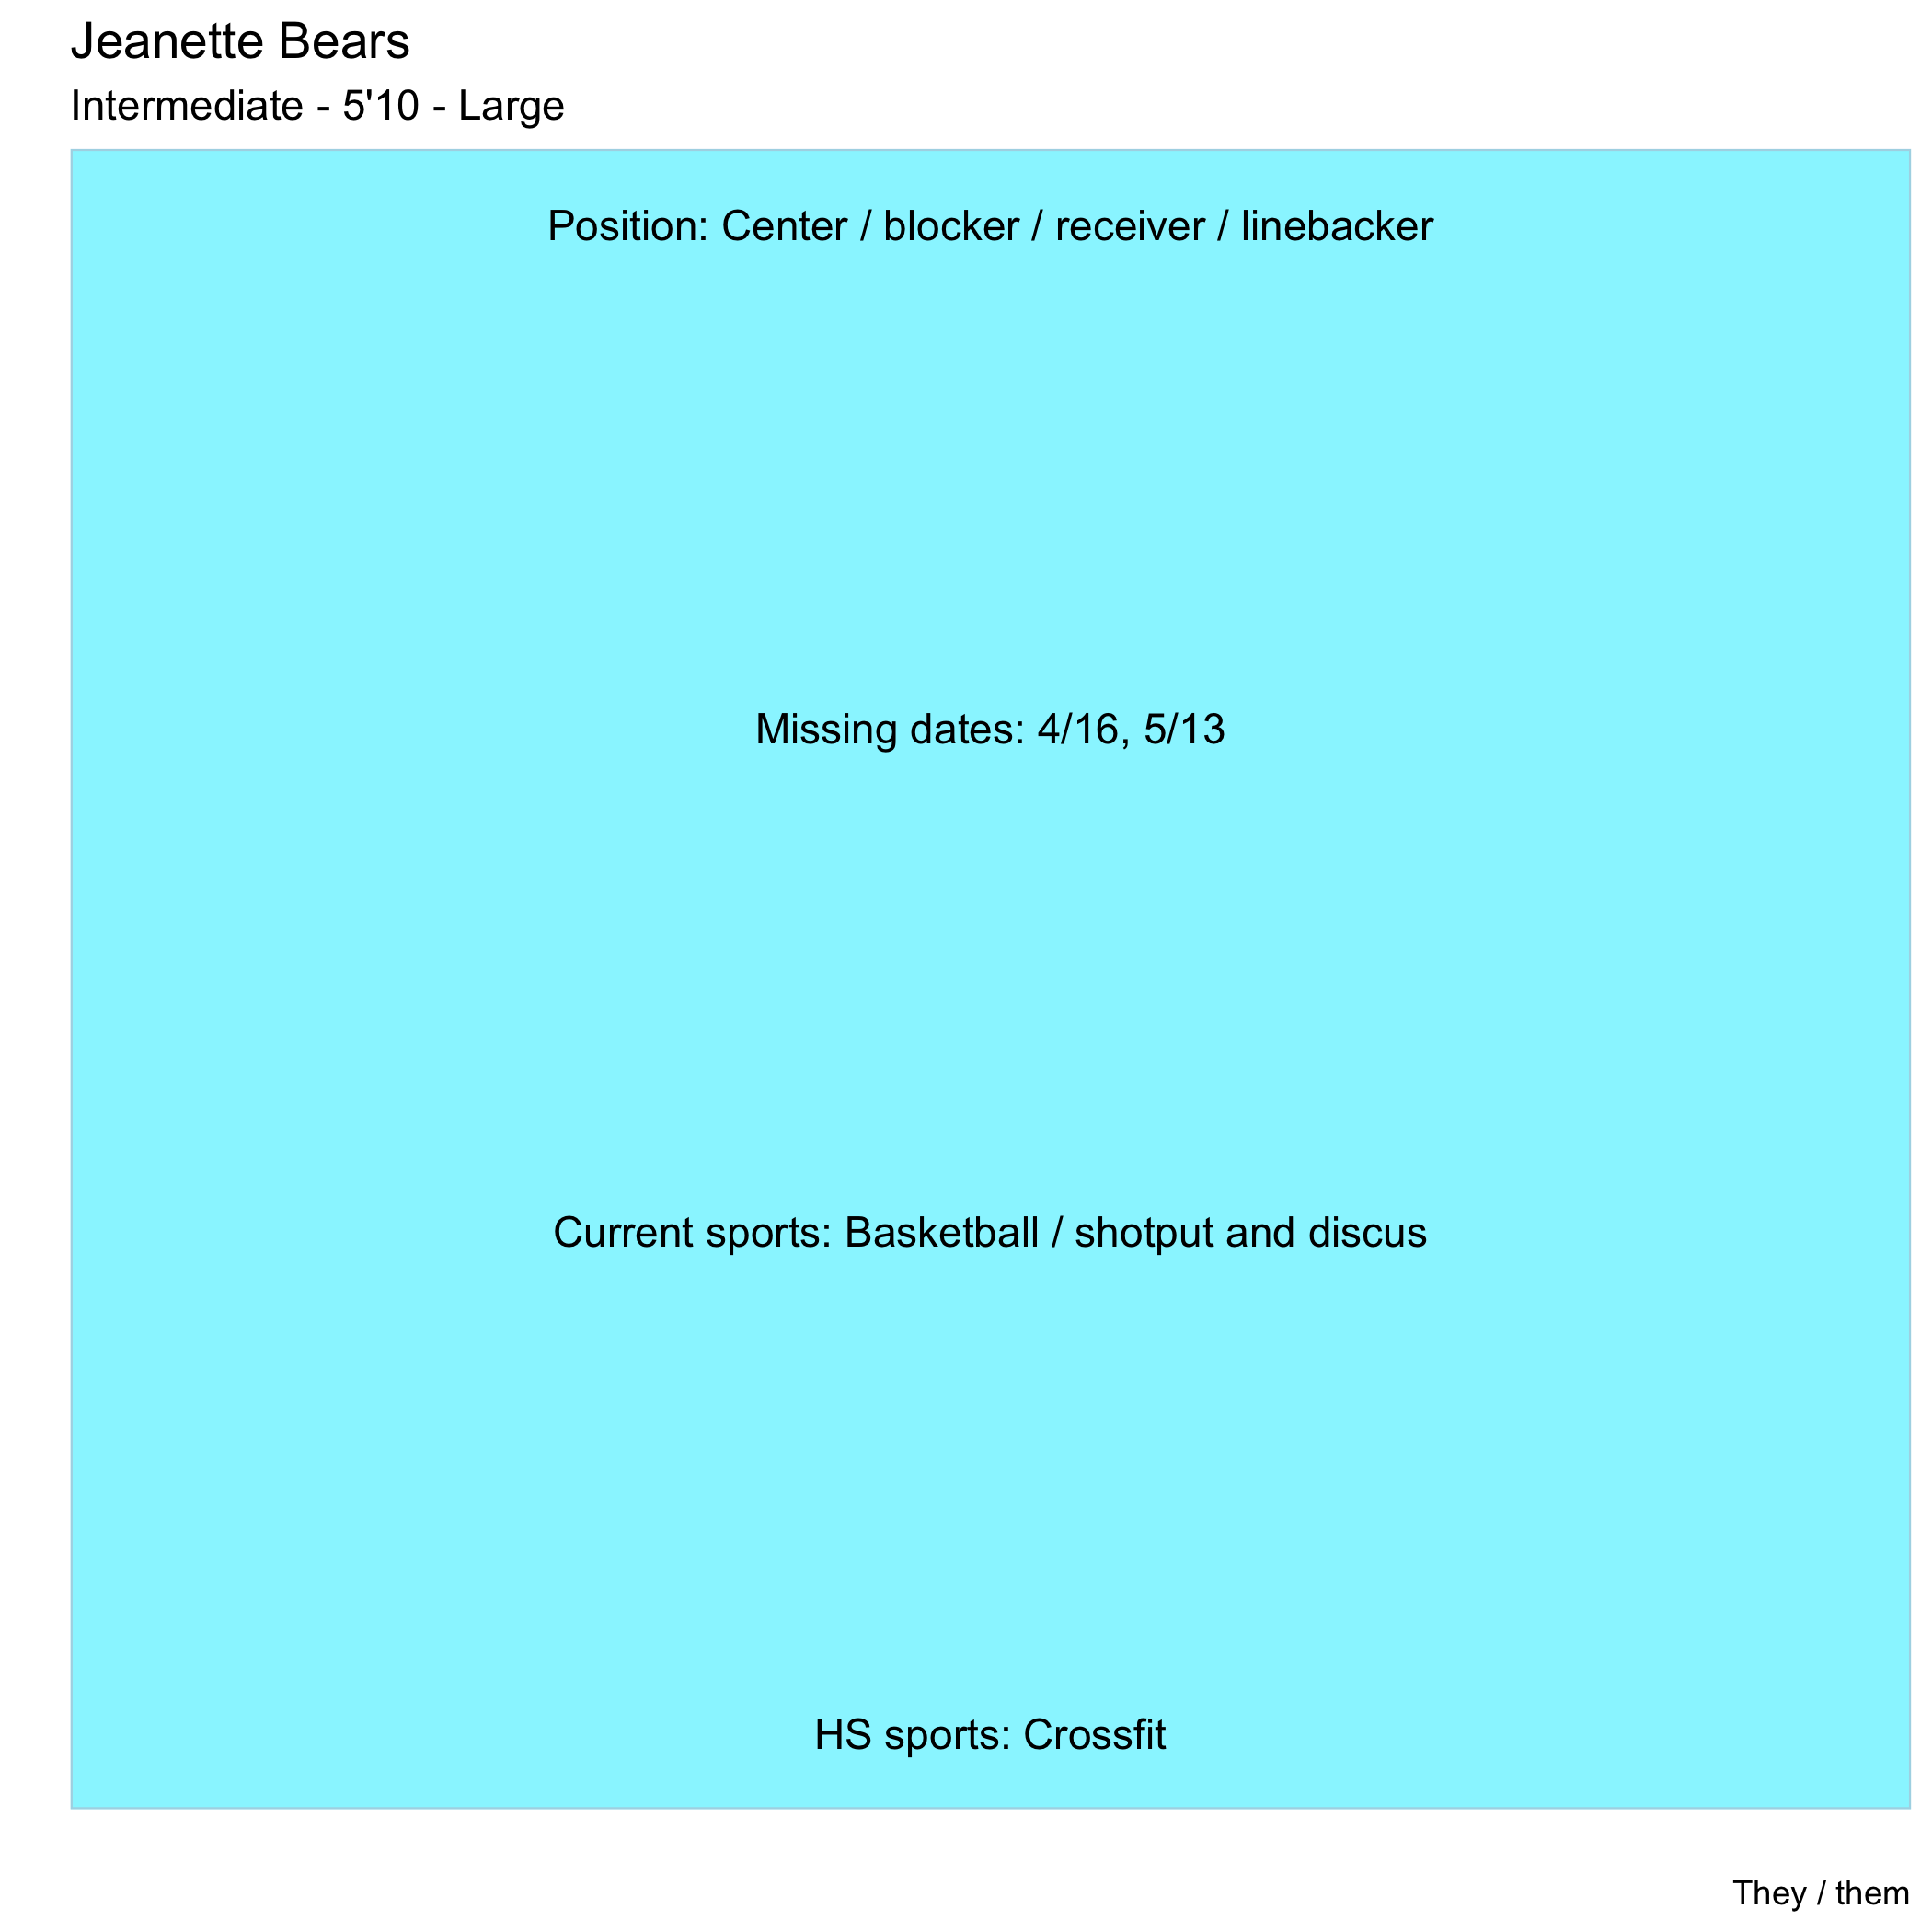 Jeanette Bears
Intermediate - 5'10 - Large
Position: Center / blocker / receiver / linebacker
Missing dates: 4/16, 5/13
Current sports: Basketball / shotput and discus
HS sports: Crossfit
They / them